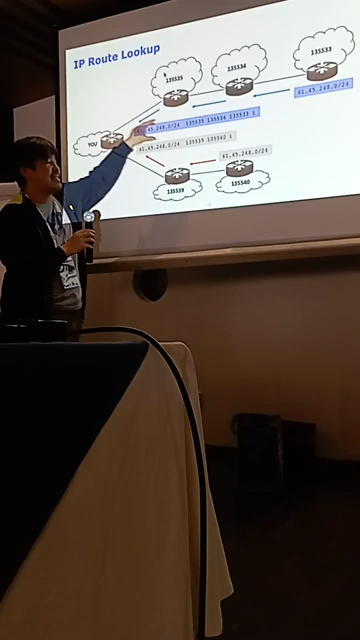 IP Route Lookup
135535
135534
135533
YOU
61.45.248.0/24
61.45.248.0/24 135535 135534 135533 i
61.45.248.0/24 135539 135540 i
61.45.248.0/24
135539
135540